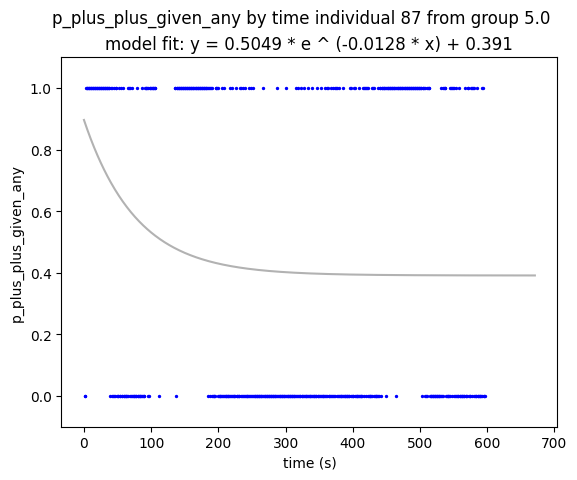 p_plus_plus_given_any by time individual 87 from group 5.0
model fit: y = 0.5049 * e ^ (-0.0128 * x) + 0.391
1.0
0.8
0.6
0.4
0.2
0.0
p_plus_plus_given_any
0 100 200 300 400 500 600 700
time (s)